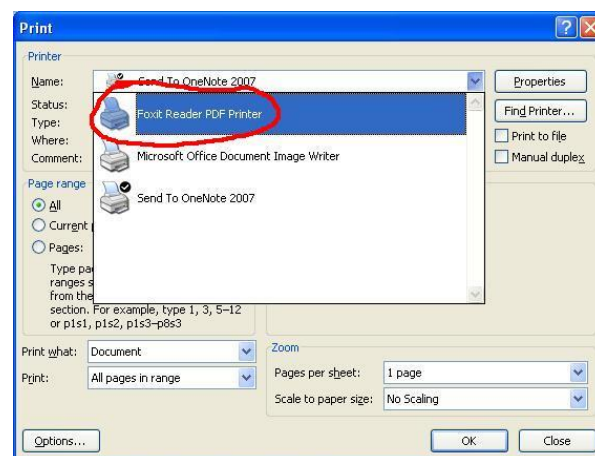 Print
Printer
Name: Send To OneNote 2007 Properties
Status: Foxit Reader PDF Printer Find Printer...
Type:
Where: Print to file
Comment: Microsoft Office Document Image Writer Manual duplex
Page range
All Send To OneNote 2007
Current
Pages:
Type
ranges
from the
section. For example, type 1, 3, 5–12
or p1s1, p1s2, p1s3–p8s3
Print what: Document
Zoom
Print: All pages in range
Pages per sheet: 1 page
Scale to paper size: No Scaling
Options... OK Close